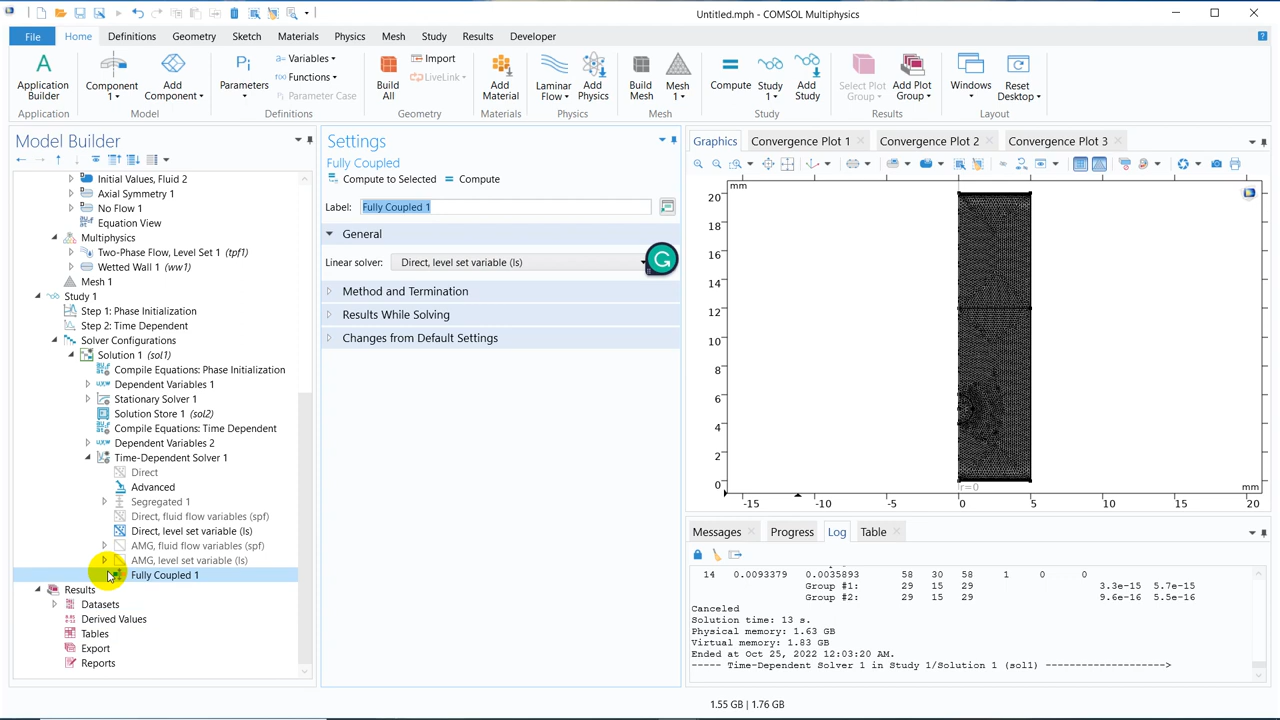 Untitled.mph - COMSOL Multiphysics
File Home Definitions Geometry Sketch Materials Physics Mesh Study Results Developer
Application Builder
Component 1
Add Component
Pi
Parameters
Variables
Functions
Parameter Case
Build All
Import
LiveLink
Add Material
Laminar Flow
Add Physics
Build Mesh
Mesh 1
Compute
Study 1
Add Study
Select Plot Group
Add Plot Group
Windows
Reset Desktop
Application Model Definitions Geometry Materials Physics Mesh Study Results Layout
Model Builder
Initial Values, Fluid 2
Axial Symmetry 1
No Flow 1
Equation View
Multiphysics
Two-Phase Flow, Level Set 1 (tpf1)
Wetted Wall 1 (ww1)
Mesh 1
Study 1
Step 1: Phase Initialization
Step 2: Time Dependent
Solver Configurations
Solution 1 (sol1)
Compile Equations: Phase Initialization
Dependent Variables 1
Stationary Solver 1
Solution Store 1 (sol2)
Compile Equations: Time Dependent
Dependent Variables 2
Time-Dependent Solver 1
Direct
Advanced
Segregated 1
Direct, fluid flow variables (spf)
Direct, level set variable (ls)
AMG, fluid flow variables (spf)
AMG, level set variable (ls)
Fully Coupled 1
Results
Datasets
Derived Values
Tables
Export
Reports
Settings
Fully Coupled
Compute to Selected = Compute
Label: Fully Coupled 1
General
Linear solver: Direct, level set variable (ls)
Method and Termination
Results While Solving
Changes from Default Settings
Graphics Convergence Plot 1 Convergence Plot 2 Convergence Plot 3
mm
20
18
16
14
12
10
8
6
4
2
0
r=0
mm
-15 -10 -5 0 5 10 15 20
Messages Progress Log Table
14 0.0093379 0.0035893 58 30 58 1 0 0
Group #1: 29 15 29 3.3e-15 5.7e-15
Group #2: 29 15 29 9.6e-16 5.5e-16
Canceled
Solution time: 13 s.
Physical memory: 1.63 GB
Virtual memory: 1.83 GB
Ended at Oct 25, 2022 12:03:20 AM.
----- Time-Dependent Solver 1 in Study 1/Solution 1 (sol1) -------------------->
1.55 GB | 1.76 GB